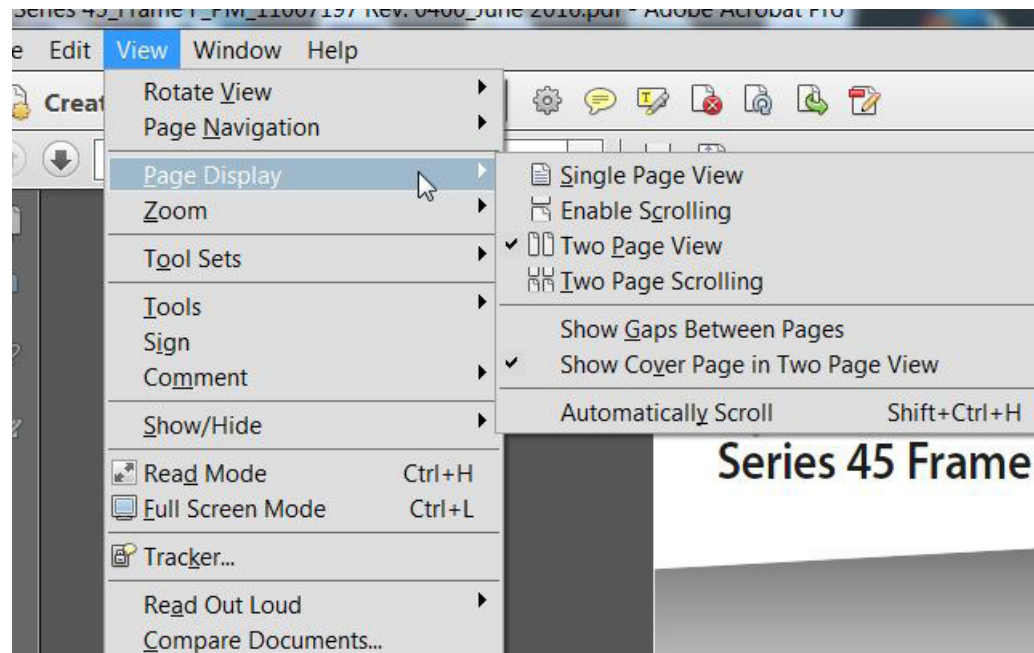 Series 45_Frame F_PM_11007197 Rev. 0400_June 2016.pdf - Adobe Acrobat Pro
e Edit View Window Help
Creat
Rotate View
Page Navigation
Page Display
Zoom
Tool Sets
Tools
Sign
Comment
Show/Hide
Read Mode Ctrl+H
Full Screen Mode Ctrl+L
Tracker...
Read Out Loud
Compare Documents...
Single Page View
Enable Scrolling
Two Page View
Two Page Scrolling
Show Gaps Between Pages
Show Cover Page in Two Page View
Automatically Scroll Shift+Ctrl+H
Series 45 Frame